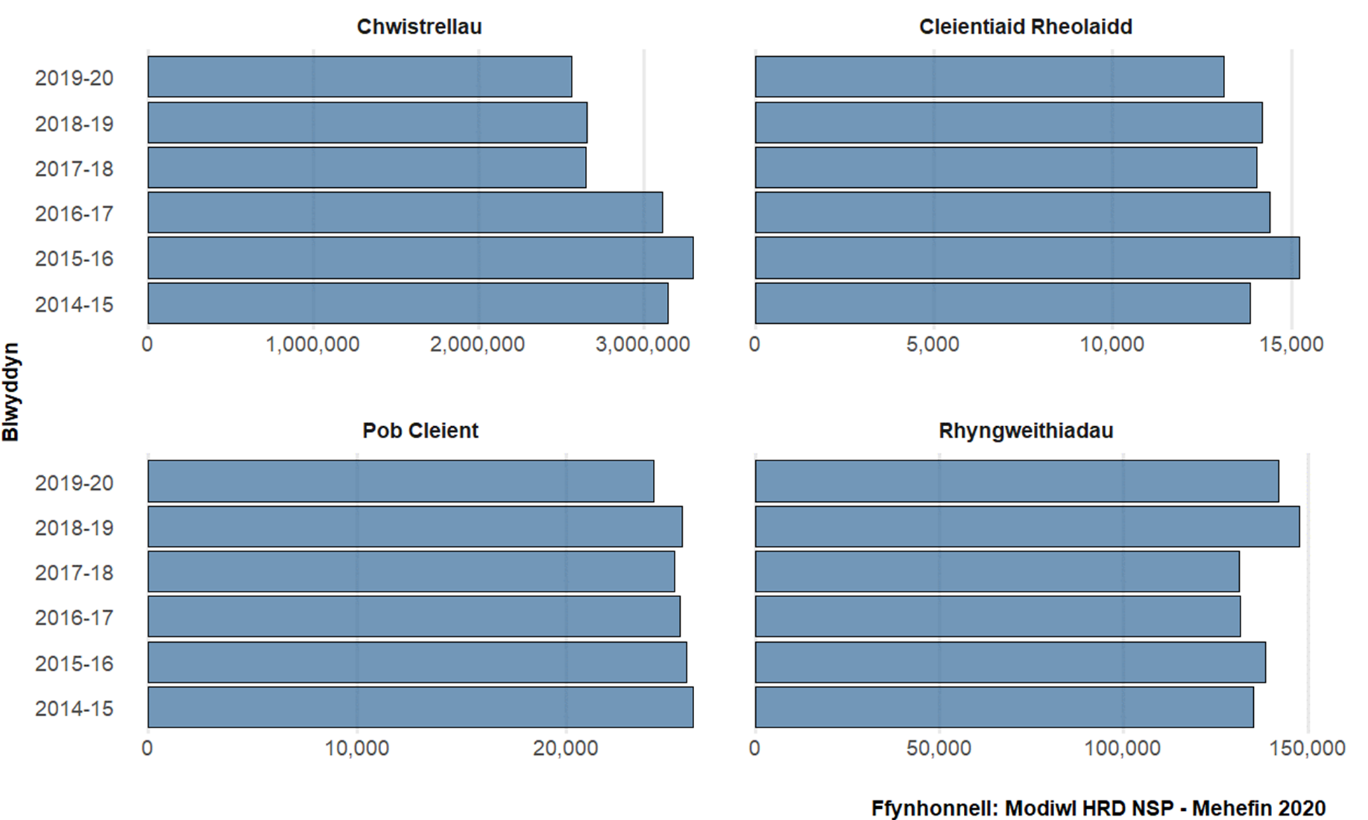 Chwistrellau
Cleientiaid Rheolaidd
2019-20
2018-19
2017-18
2016-17
2015-16
2014-15
0 1,000,000 2,000,000 3,000,000
0 5,000 10,000 15,000
Blwyddyn
Pob Cleient
Rhyngweithiadau
2019-20
2018-19
2017-18
2016-17
2015-16
2014-15
0 10,000 20,000
0 50,000 100,000 150,000
Ffynhonnell: Modiwl HRD NSP - Mehefin 2020